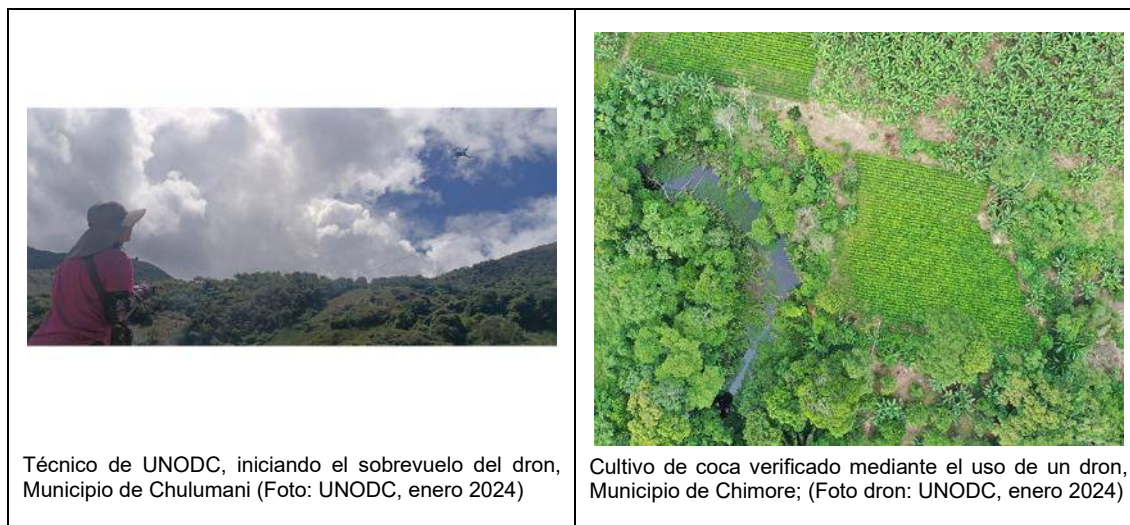 Técnico de UNODC, iniciando el sobrevuelo del dron,
Municipio de Chulumani (Foto: UNODC, enero 2024)
Cultivo de coca verificado mediante el uso de un dron,
Municipio de Chimore; (Foto dron: UNODC, enero 2024)